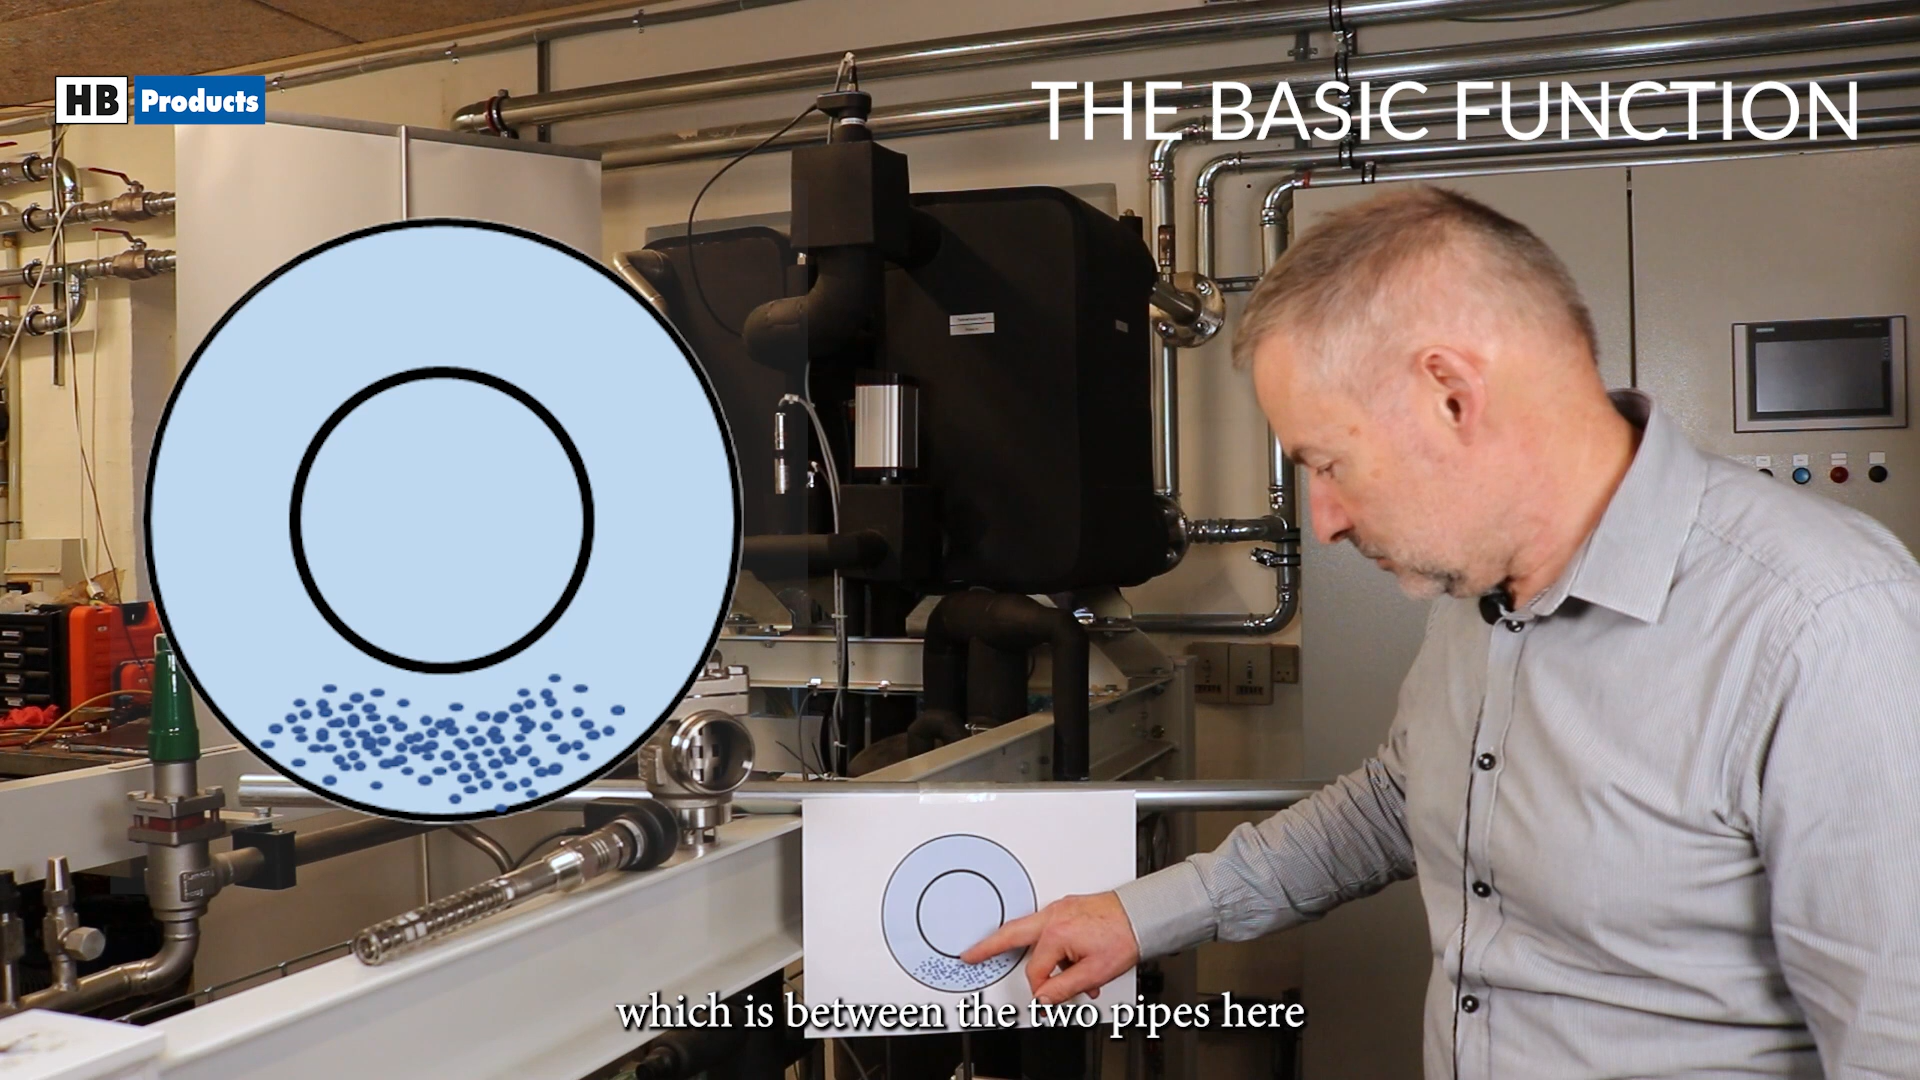 HB Products
THE BASIC FUNCTION
which is between the two pipes here